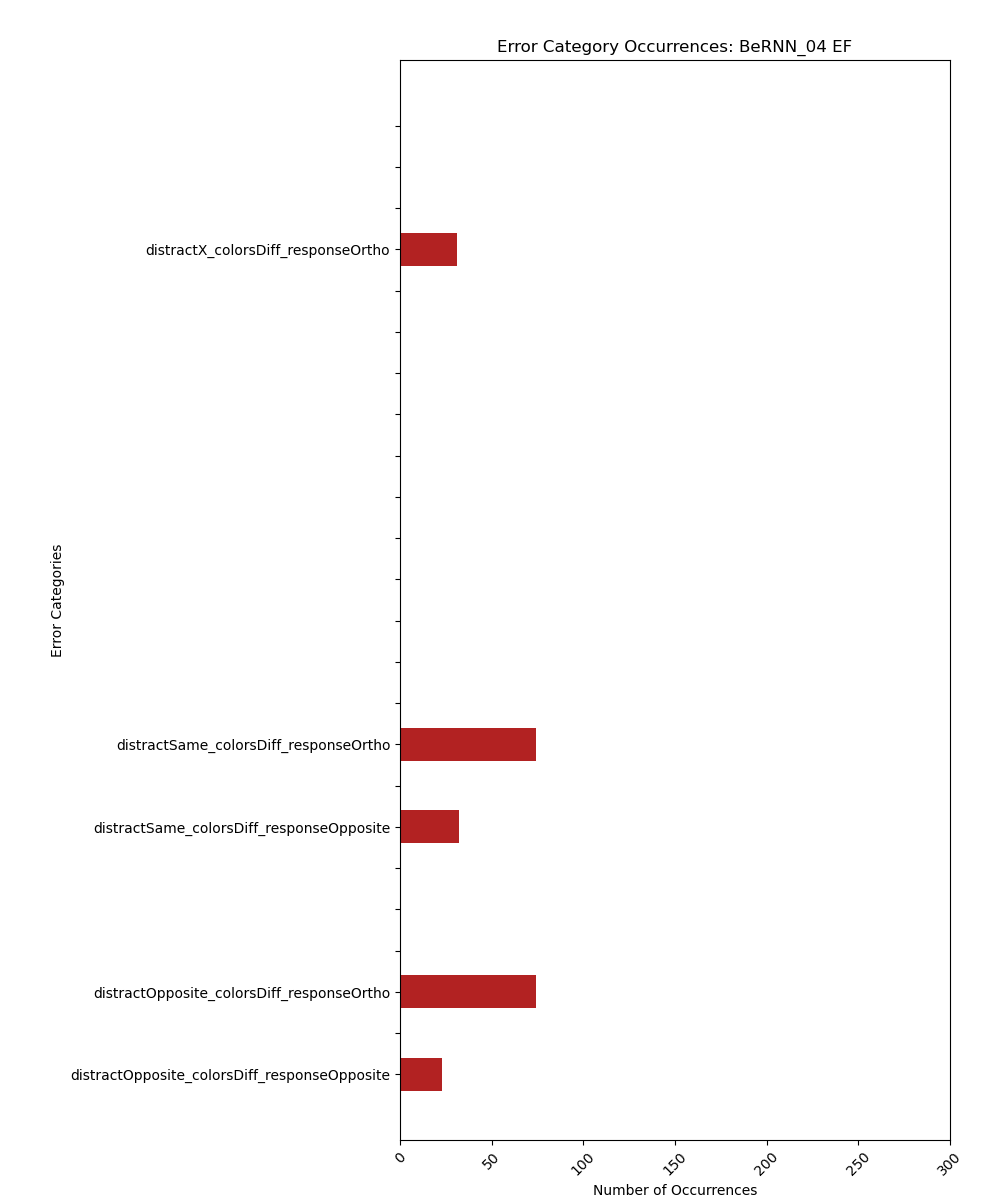 Error Category Occurrences: BeRNN_04 EF
distractX_colorsDiff_responseOrtho
Error Categories
distractSame_colorsDiff_responseOrtho
distractSame_colorsDiff_responseOpposite
distractOpposite_colorsDiff_responseOrtho
distractOpposite_colorsDiff_responseOpposite
0 50 100 150 200 250 300
Number of Occurrences